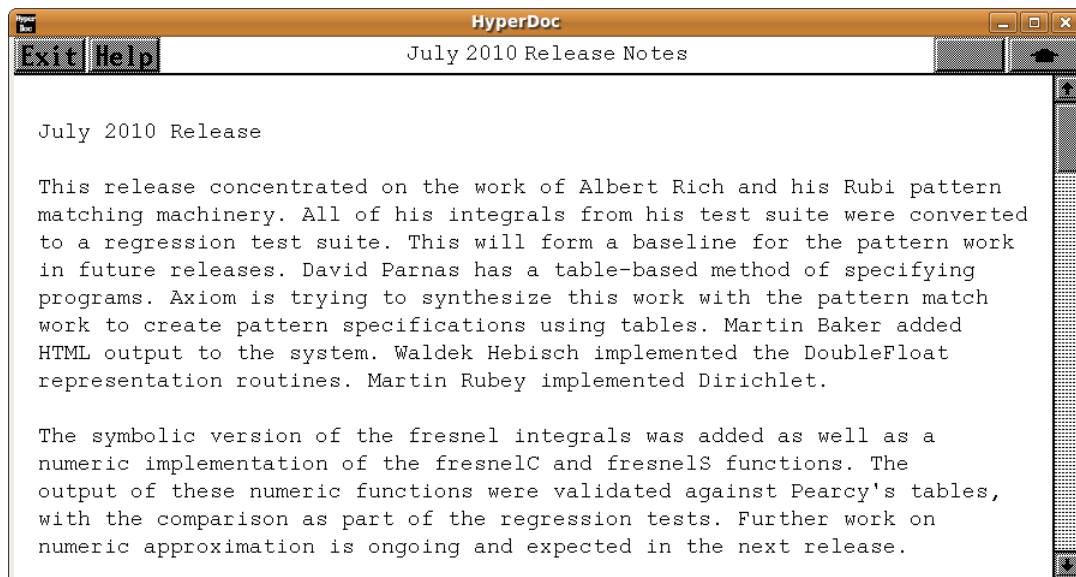 Hyper
Doc
HyperDoc
Exit Help
July 2010 Release Notes
July 2010 Release
This release concentrated on the work of Albert Rich and his Rubi pattern
matching machinery. All of his integrals from his test suite were converted
to a regression test suite. This will form a baseline for the pattern work
in future releases. David Parnas has a table-based method of specifying
programs. Axiom is trying to synthesize this work with the pattern match
work to create pattern specifications using tables. Martin Baker added
HTML output to the system. Waldek Hebisch implemented the DoubleFloat
representation routines. Martin Rubey implemented Dirichlet.
The symbolic version of the fresnel integrals was added as well as a
numeric implementation of the fresnelC and fresnelS functions. The
output of these numeric functions were validated against Pearcy's tables,
with the comparison as part of the regression tests. Further work on
numeric approximation is ongoing and expected in the next release.